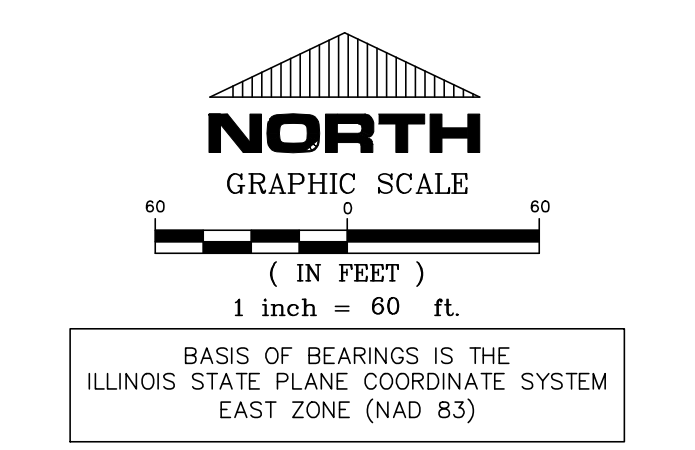 NORTH
GRAPHIC SCALE
60 0 60
( IN FEET )
1 inch = 60 ft.
BASIS OF BEARINGS IS THE
ILLINOIS STATE PLANE COORDINATE SYSTEM
EAST ZONE (NAD 83)